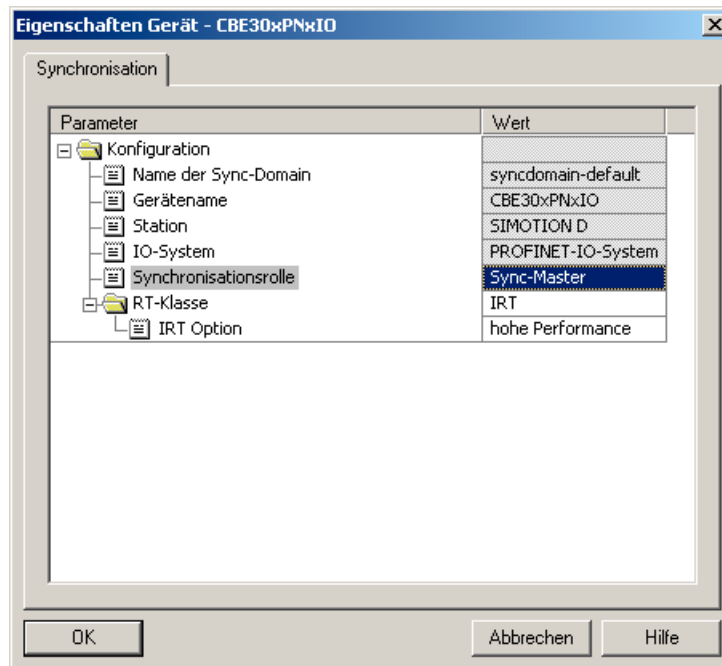 Eigenschaften Gerät - CBE30xPNxIO
Synchronisation
Parameter Wert
Konfiguration
Name der Sync-Domain syncdomain-default
Gerätename CBE30xPNxIO
Station SIMOTION D
IO-System PROFINET-IO-System
Synchronisationsrolle Sync-Master
RT-Klasse IRT
IRT Option hohe Performance
OK Abbrechen Hilfe